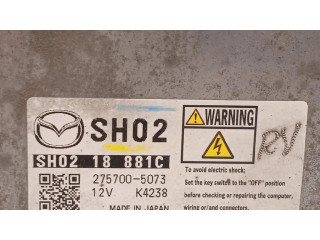 SH02
SH02 18 881C
275700-5073
12V K4238
MADE IN JAPAN
WARNING
To avoid electric shock;
Set the key switch to the "OFF" position
before checking or repairing the
computer,
wiring or/and connectors.